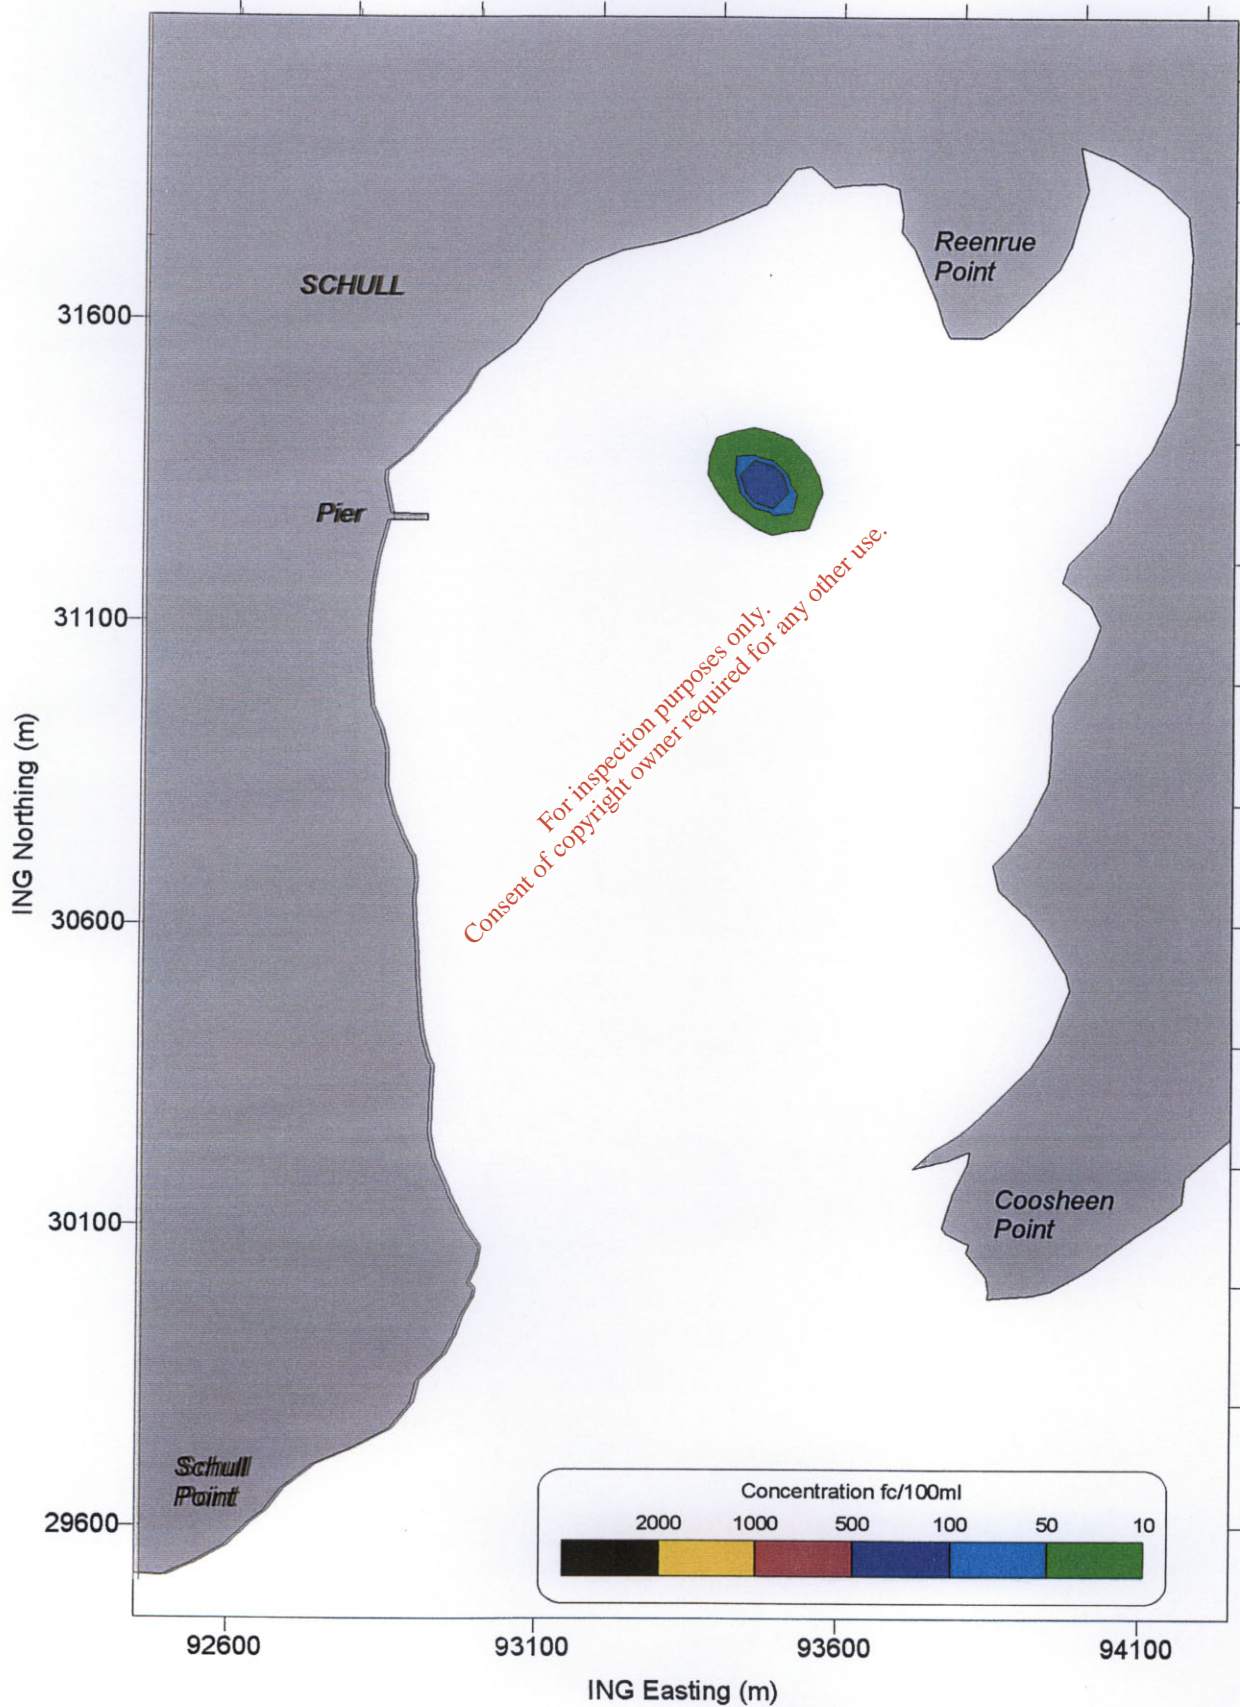 Reenrue
Point
SCHULL
31600
Pier
31100
For inspection purposes only.
Consent of copyright owner required for any other use.
ING Northing (m)
30600
30100
Coosheen
Point
Schull
Point
29600
Concentration fc/100ml
2000 1000 500 100 50 10
92600 93100 93600 94100
ING Easting (m)